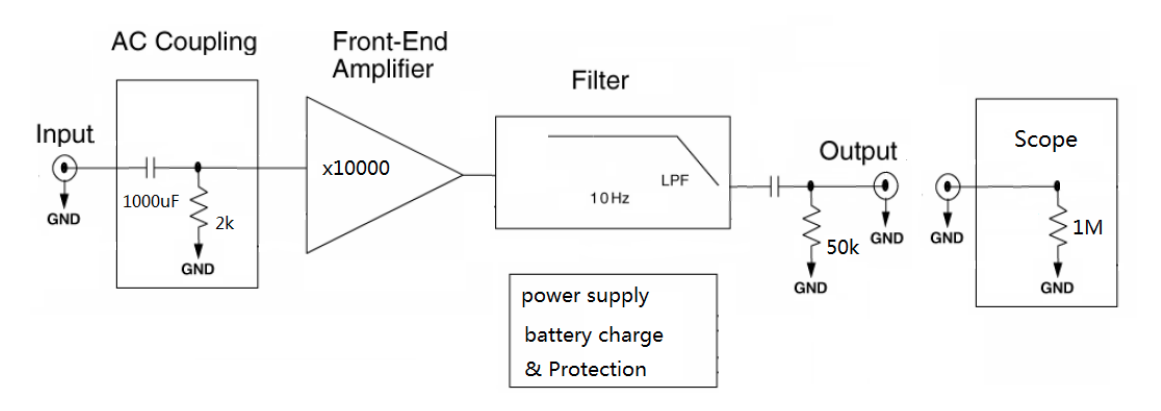 AC Coupling
Front-End
Amplifier
Filter
Input
1000uF
2k
GND
GND
x10000
LPF
10Hz
Output
50k
GND
GND
Scope
1M
GND
GND
power supply
battery charge
& Protection